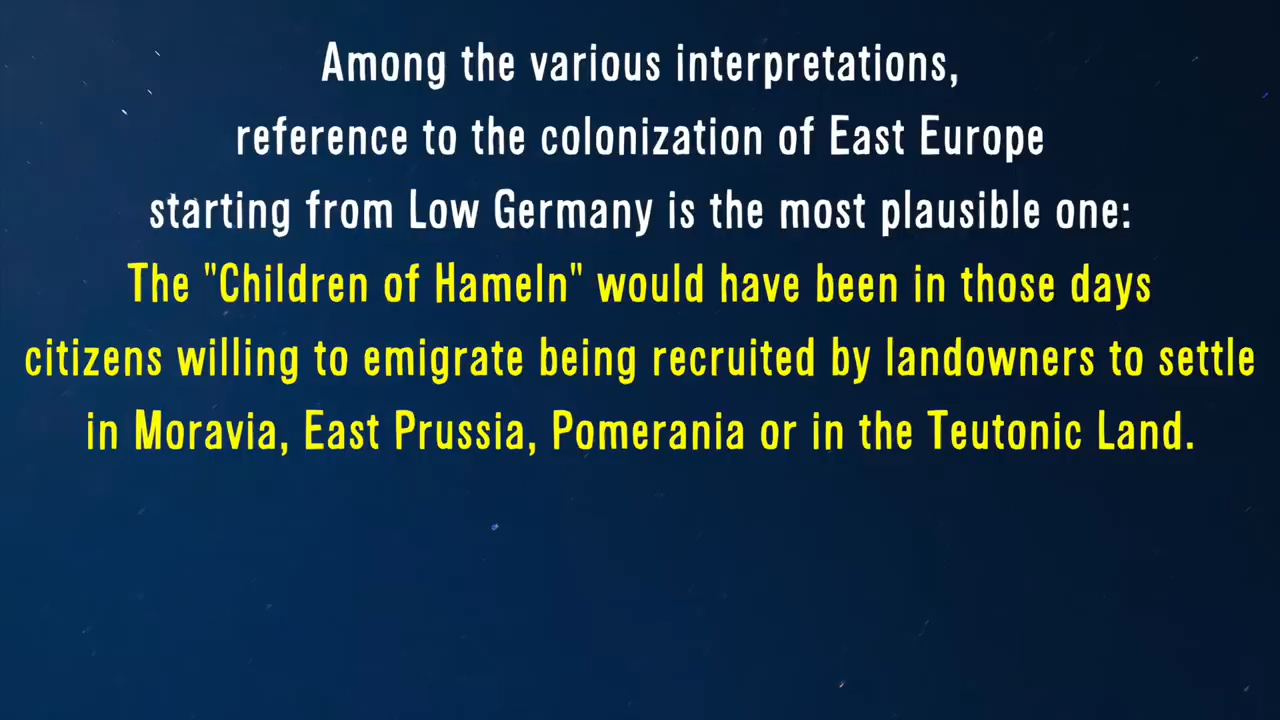 Among the various interpretations,
reference to the colonization of East Europe
starting from Low Germany is the most plausible one:
The "Children of Hameln" would have been in those days
citizens willing to emigrate being recruited by landowners to settle
in Moravia, East Prussia, Pomerania or in the Teutonic Land.